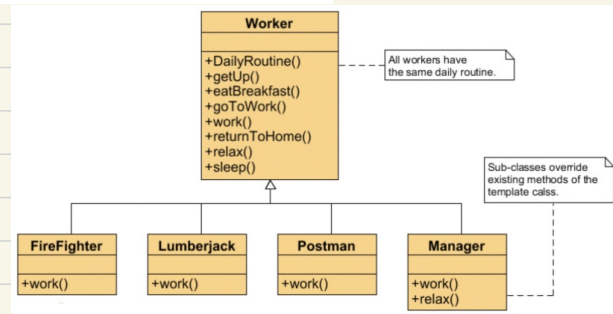 Worker
+DailyRoutine()
+getUp()
+eatBreakfast()
+goToWork()
+work()
+returnToHome()
+relax()
+sleep()
All workers have
the same daily routine.
Sub-classes override
existing methods of the
template calss.
FireFighter
+work()
Lumberjack
+work()
Postman
+work()
Manager
+work()
+relax()